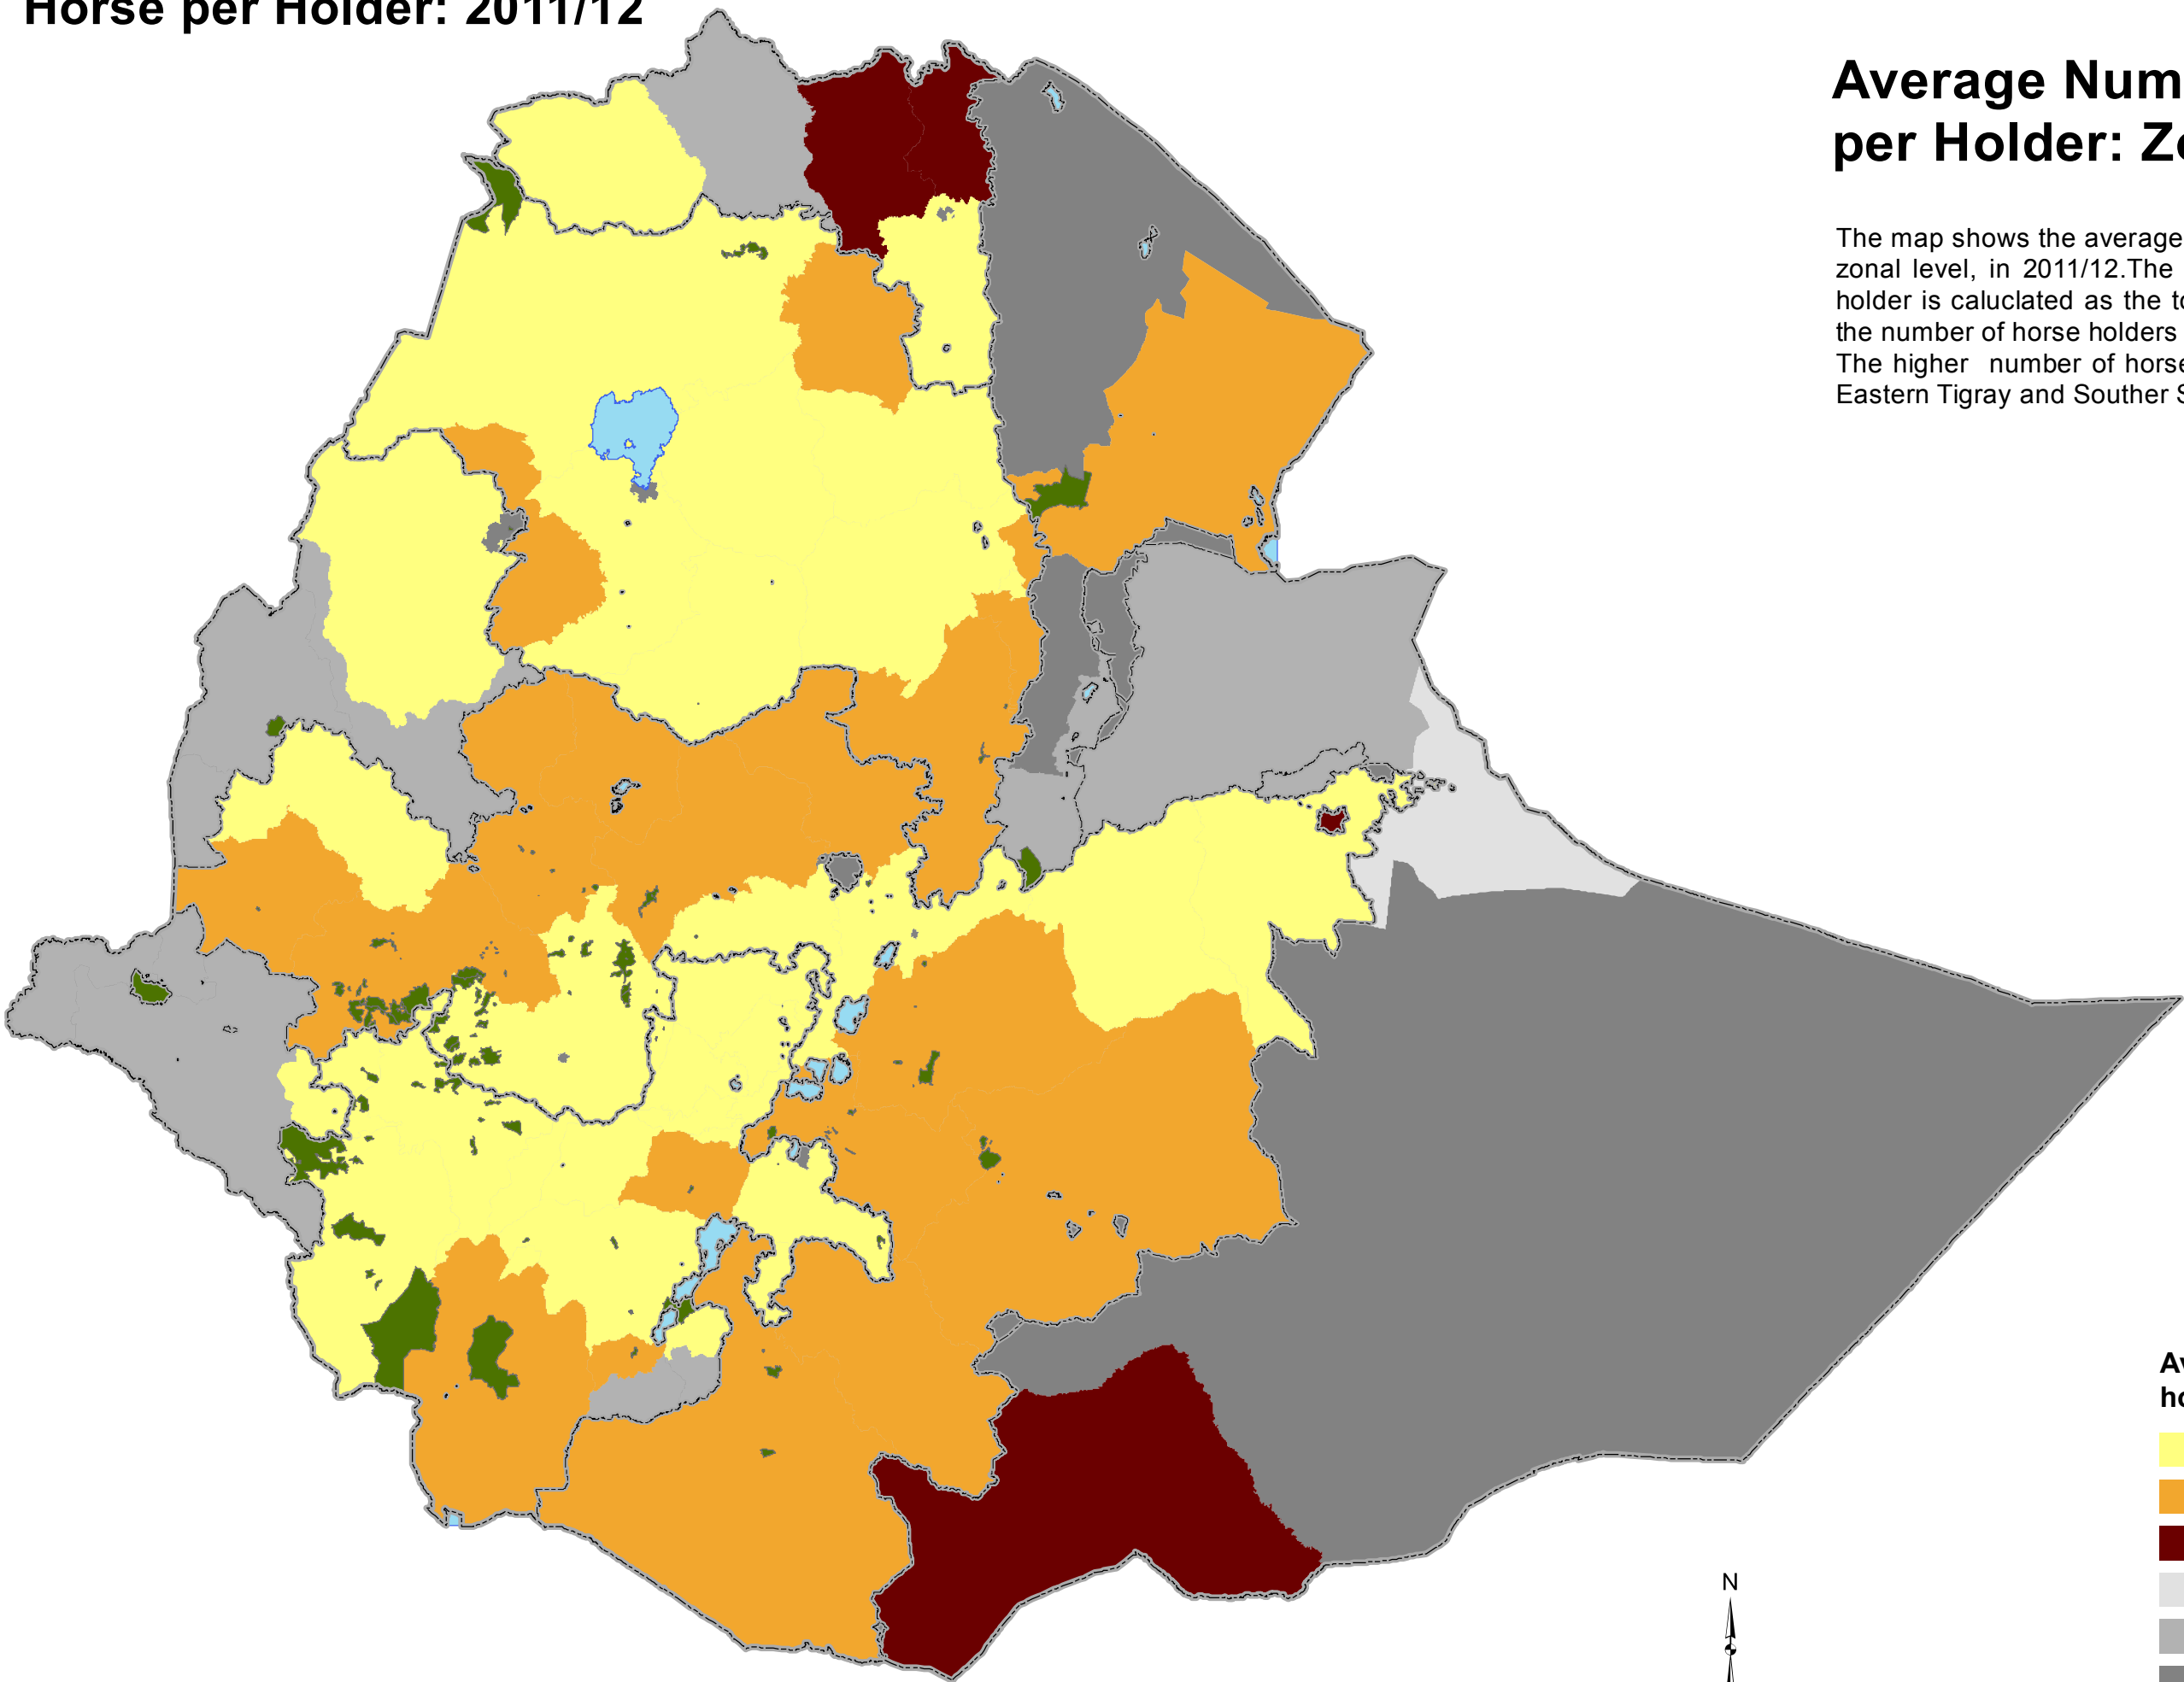 Horse per Holder: 2011/12
Average Num
per Holder: Z
The map shows the average
zonal level, in 2011/12.The
holder is caluclated as the t
the number of horse holders
The higher number of horse
Eastern Tigray and Souther S
A
ho
N